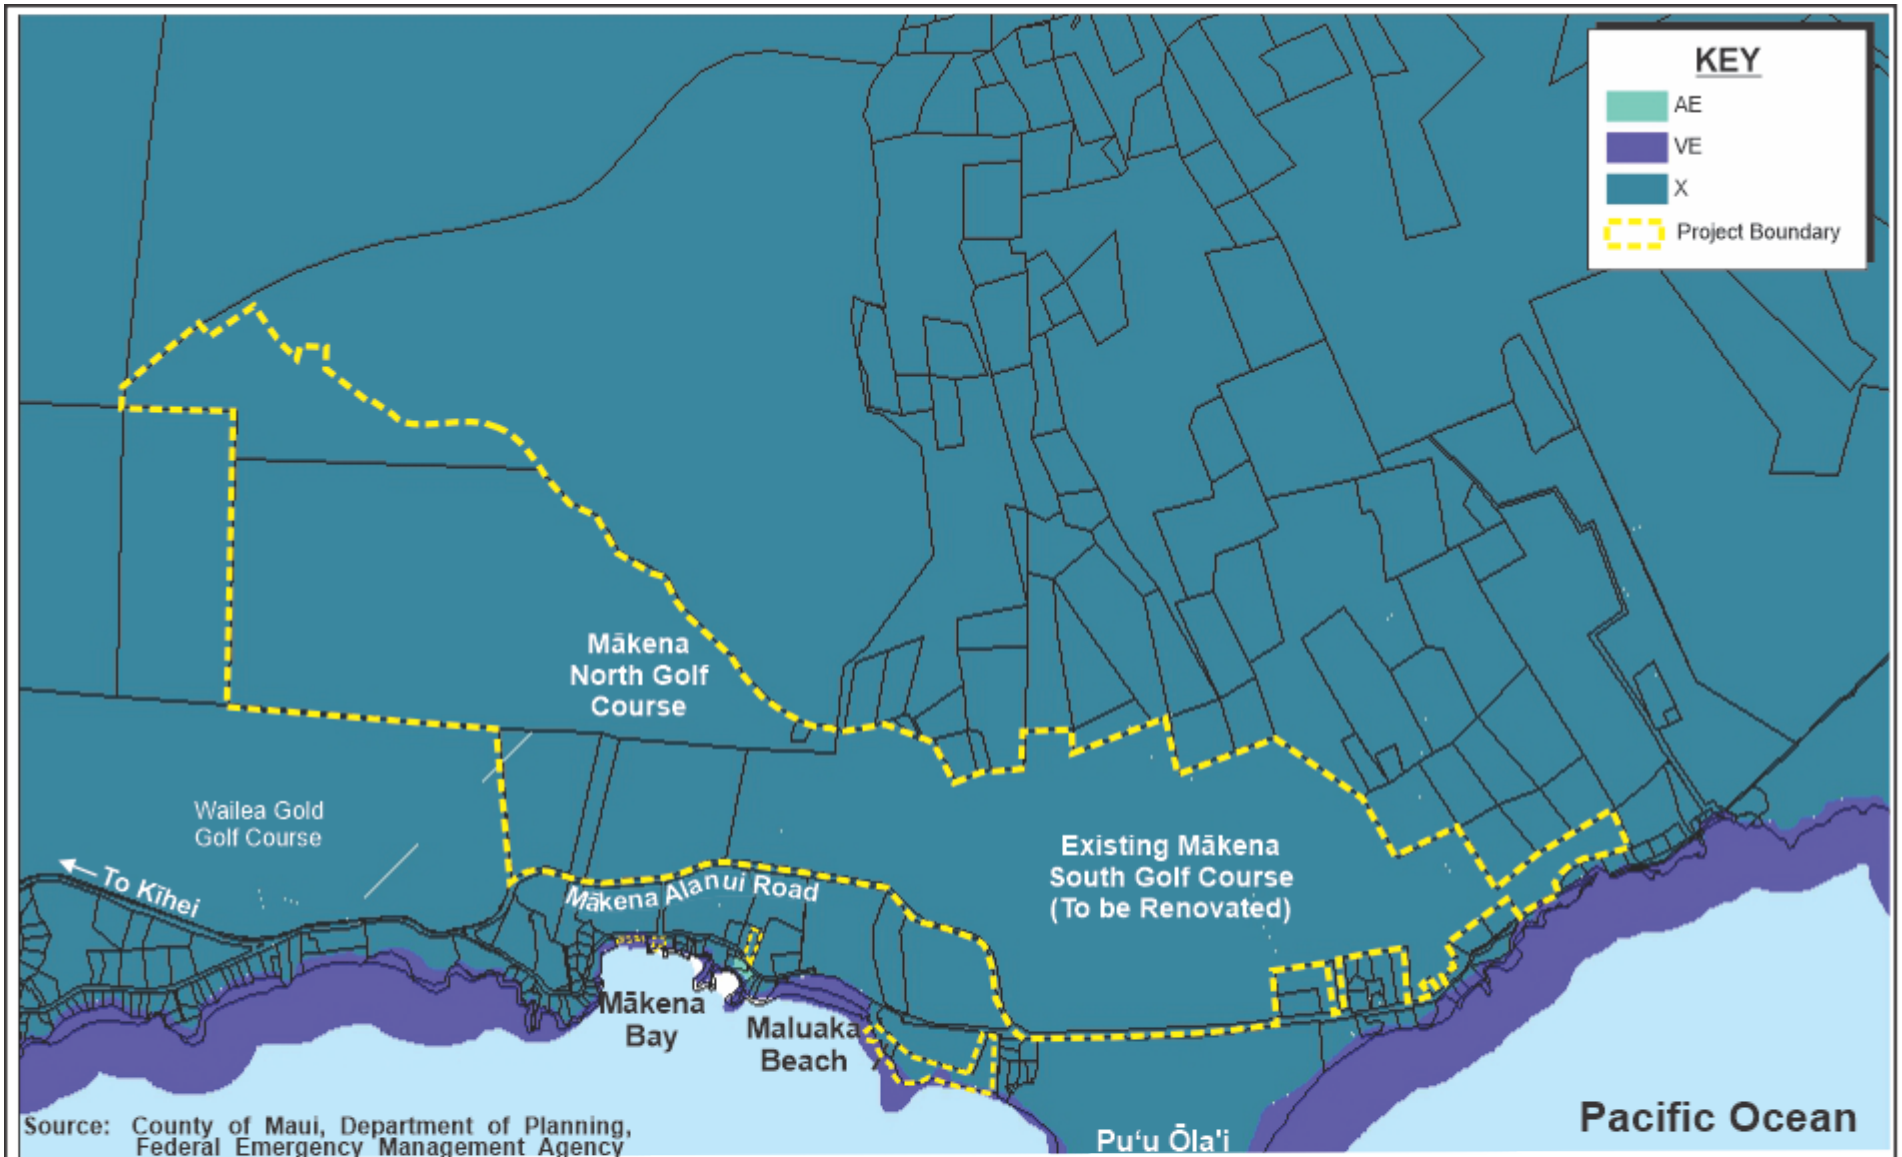 KEY
AE
VE
X
Project Boundary
Mākena
North Golf
Course
Wailea Gold
Golf Course
Existing Mākena
South Golf Course
(To be Renovated)
To Kīhei
Mākena Alanui Road
Mākena
Bay
Maluaka
Beach
Pacific Ocean
Source: County of Maui, Department of Planning,
Federal Emergency Management Agency
Pu‘u Ōla'i